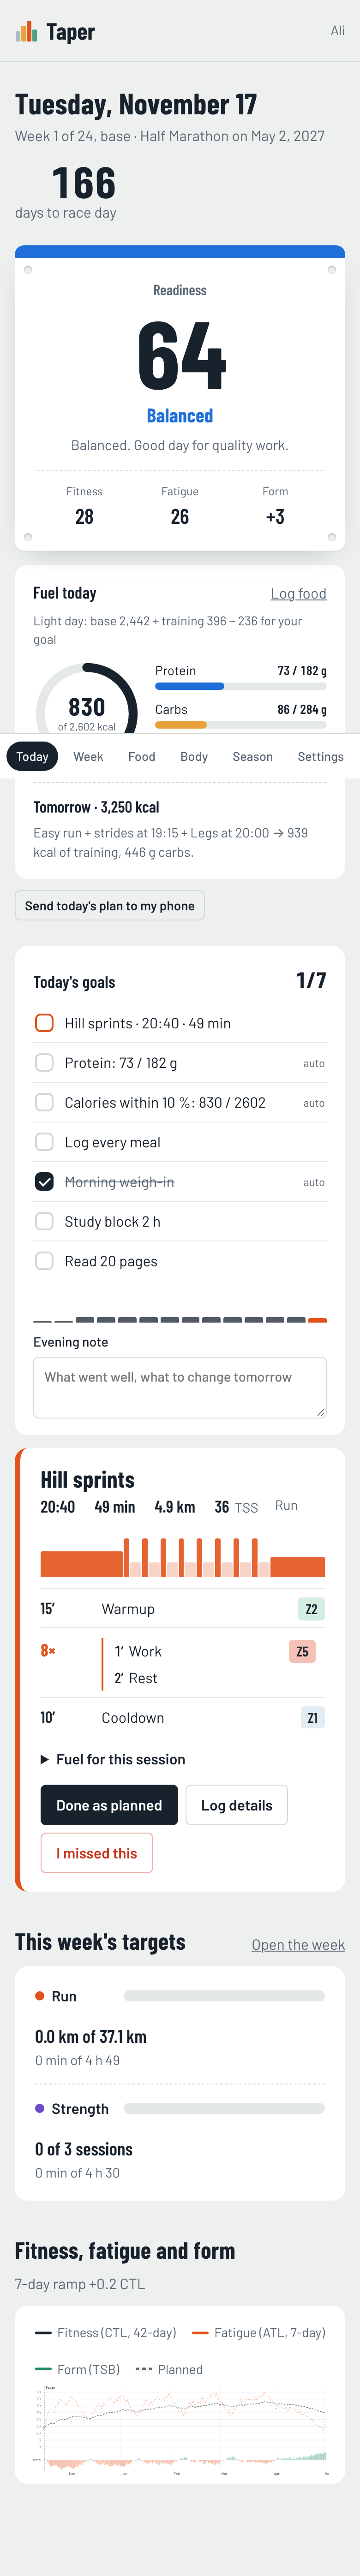 Taper
Ali
Tuesday, November 17
Week 1 of 24, base · Half Marathon on May 2, 2027
166
days to race day
Readiness
64
Balanced
Balanced. Good day for quality work.
Fitness Fatigue Form
28 26 +3
Fuel today Log food
Light day: base 2,442 + training 396 – 236 for your
goal
830
of 2,602 kcal
Protein 73 / 182 g
Carbs 86 / 284 g
Today Week Food Body Season Settings
Tomorrow · 3,250 kcal
Easy run + strides at 19:15 + Legs at 20:00 → 939
kcal of training, 446 g carbs.
Send today's plan to my phone
Today's goals 1/7
Hill sprints · 20:40 · 49 min
Protein: 73 / 182 g auto
Calories within 10 %: 830 / 2602 auto
Log every meal
Morning weigh-in auto
Study block 2 h
Read 20 pages
Evening note
What went well, what to change tomorrow
Hill sprints
20:40 49 min 4.9 km 36 TSS Run
15′ Warmup Z2
8× 1′ Work Z5
2′ Rest
10′ Cooldown Z1
Fuel for this session
Done as planned Log details
I missed this
This week's targets Open the week
Run
0.0 km of 37.1 km
0 min of 4 h 49
Strength
0 of 3 sessions
0 min of 4 h 30
Fitness, fatigue and form
7-day ramp +0.2 CTL
Fitness (CTL, 42-day) Fatigue (ATL, 7-day)
Form (TSB) Planned
Today